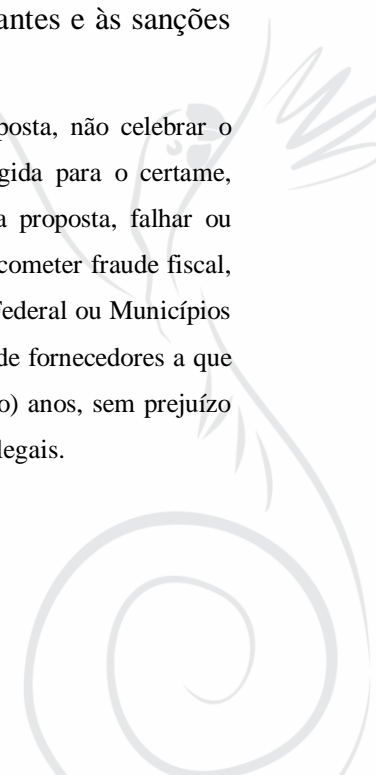 antes e às sanções
posta, não celebrar o
gida para o certame,
a proposta, falhar ou
cometer fraude fiscal,
Federal ou Municípios
de fornecedores a que
o) anos, sem prejuízo
legais.